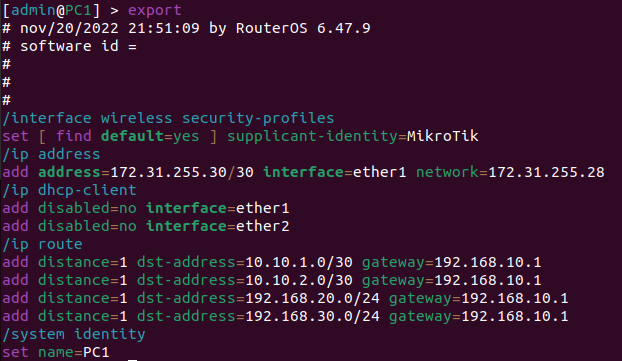 [admin@PC1] > export
# nov/20/2022 21:51:09 by RouterOS 6.47.9
# software id =
#
#
#
/interface wireless security-profiles
set [ find default=yes ] supplicant-identity=MikroTik
/ip address
add address=172.31.255.30/30 interface=ether1 network=172.31.255.28
/ip dhcp-client
add disabled=no interface=ether1
add disabled=no interface=ether2
/ip route
add distance=1 dst-address=10.10.1.0/30 gateway=192.168.10.1
add distance=1 dst-address=10.10.2.0/30 gateway=192.168.10.1
add distance=1 dst-address=192.168.20.0/24 gateway=192.168.10.1
add distance=1 dst-address=192.168.30.0/24 gateway=192.168.10.1
/system identity
set name=PC1